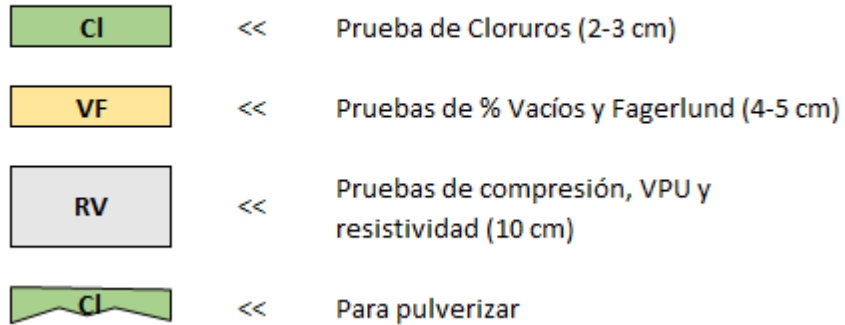 Cl << Prueba de Cloruros (2-3 cm)
VF << Pruebas de % Vacíos y Fagerlund (4-5 cm)
RV << Pruebas de compresión, VPU y
resistividad (10 cm)
Cl << Para pulverizar